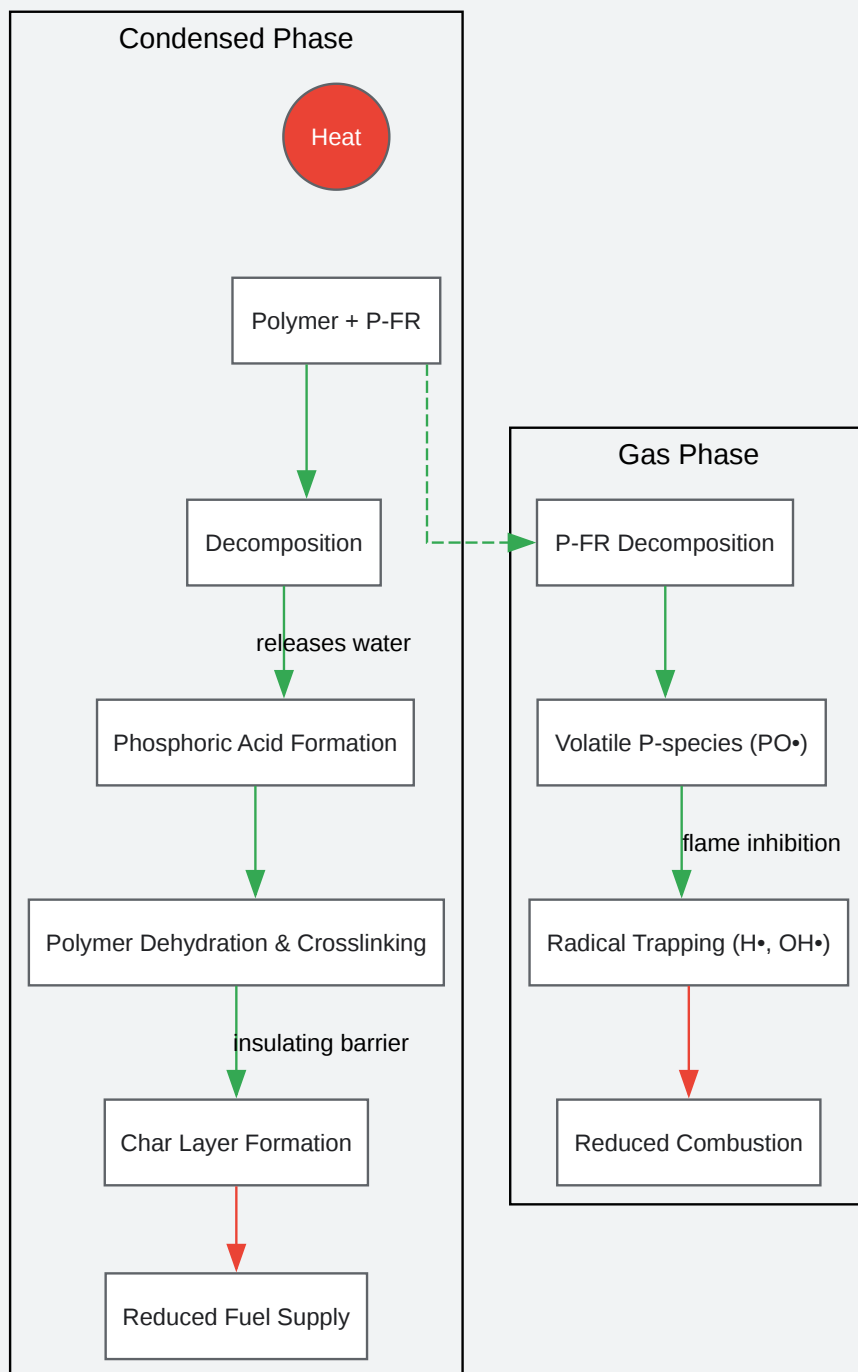 Condensed Phase
Heat
Polymer + P-FR
Decomposition
releases water
Phosphoric Acid Formation
Polymer Dehydration & Crosslinking
insulating barrier
Char Layer Formation
Reduced Fuel Supply
Gas Phase
P-FR Decomposition
Volatile P-species (PO•)
flame inhibition
Radical Trapping (H•, OH•)
Reduced Combustion